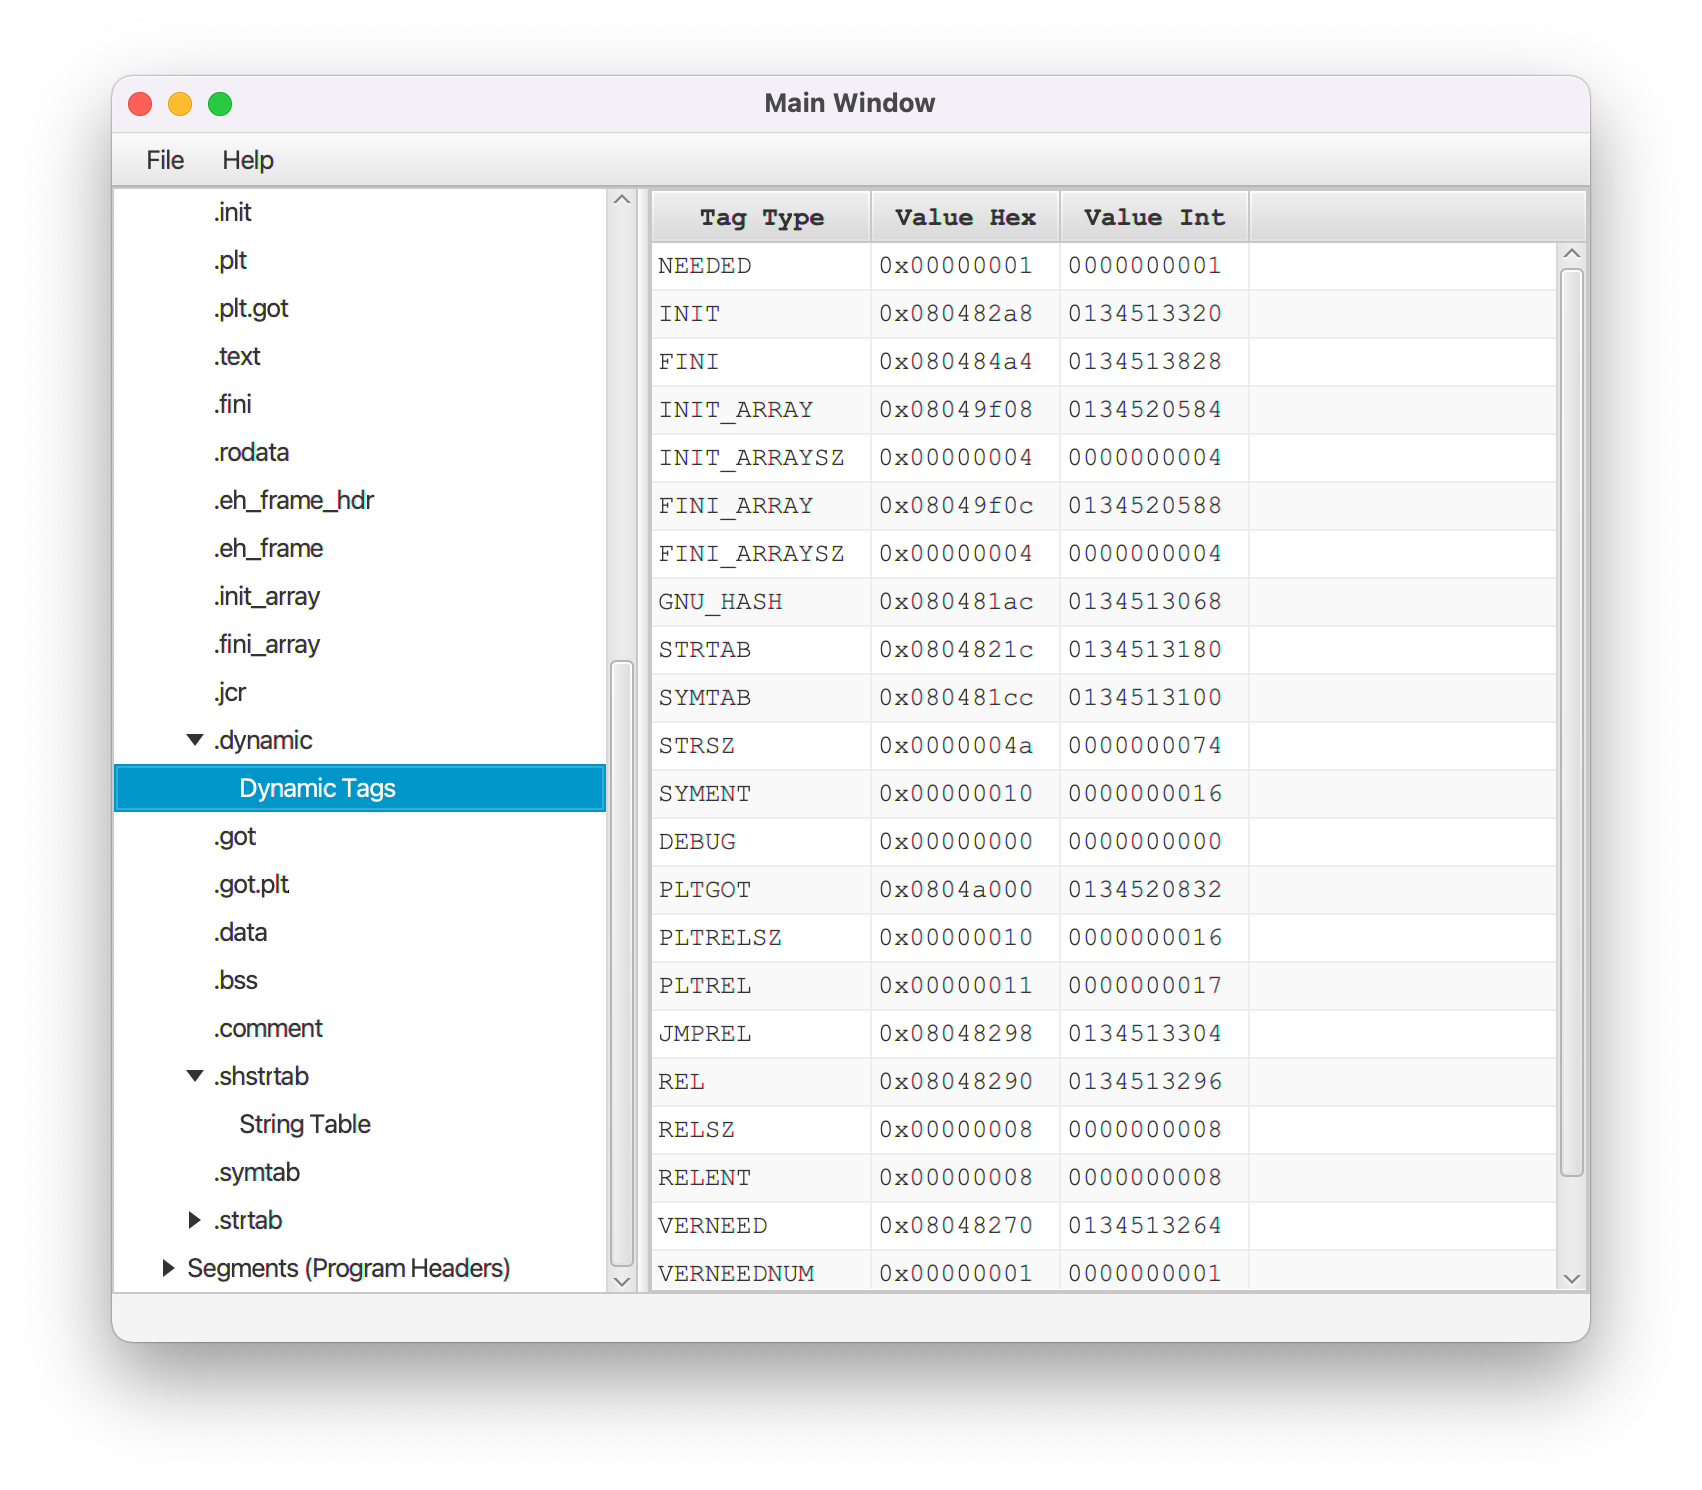 Main Window
File Help
.init
.plt
.plt.got
.text
.fini
.rodata
.eh_frame_hdr
.eh_frame
.init_array
.fini_array
.jcr
.dynamic
Dynamic Tags
.got
.got.plt
.data
.bss
.comment
.shstrtab
String Table
.symtab
.strtab
Segments (Program Headers)
Tag Type Value Hex Value Int
NEEDED 0x00000001 0000000001
INIT 0x080482a8 0134513320
FINI 0x080484a4 0134513828
INIT_ARRAY 0x08049f08 0134520584
INIT_ARRAYSZ 0x00000004 0000000004
FINI_ARRAY 0x08049f0c 0134520588
FINI_ARRAYSZ 0x00000004 0000000004
GNU_HASH 0x080481ac 0134513068
STRTAB 0x0804821c 0134513180
SYMTAB 0x080481cc 0134513100
STRSZ 0x0000004a 0000000074
SYMENT 0x00000010 0000000016
DEBUG 0x00000000 0000000000
PLTGOT 0x0804a000 0134520832
PLTRELSZ 0x00000010 0000000016
PLTREL 0x00000011 0000000017
JMPREL 0x08048298 0134513304
REL 0x08048290 0134513296
RELSZ 0x00000008 0000000008
RELENT 0x00000008 0000000008
VERNEED 0x08048270 0134513264
VERNEEDNUM 0x00000001 0000000001